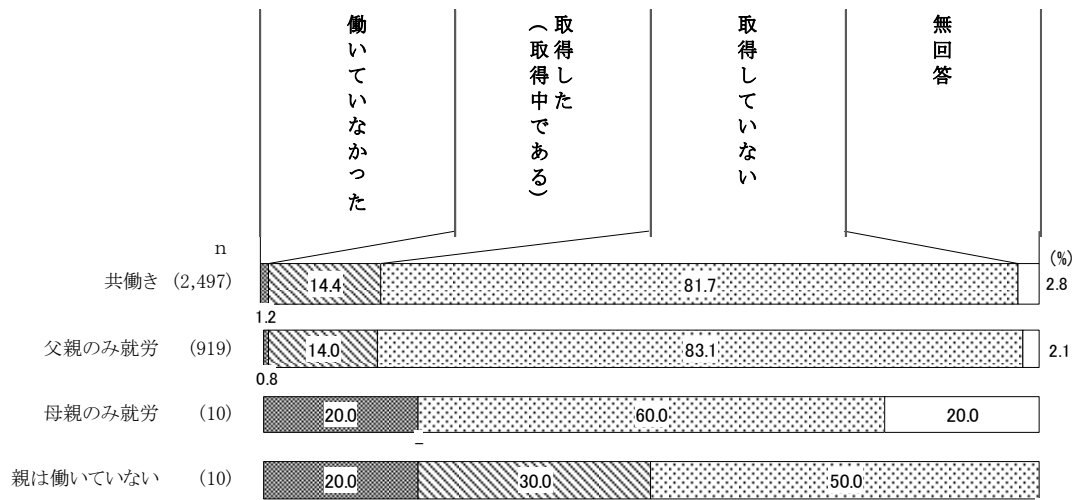 働いていなかった
取得した
（取得中である）
取得していない
無回答
n
(%)
共働き (2,497)
14.4
81.7
2.8
1.2
父親のみ就労 (919)
14.0
83.1
2.1
0.8
母親のみ就労 (10)
20.0
60.0
20.0
–
親は働いていない (10)
20.0
30.0
50.0